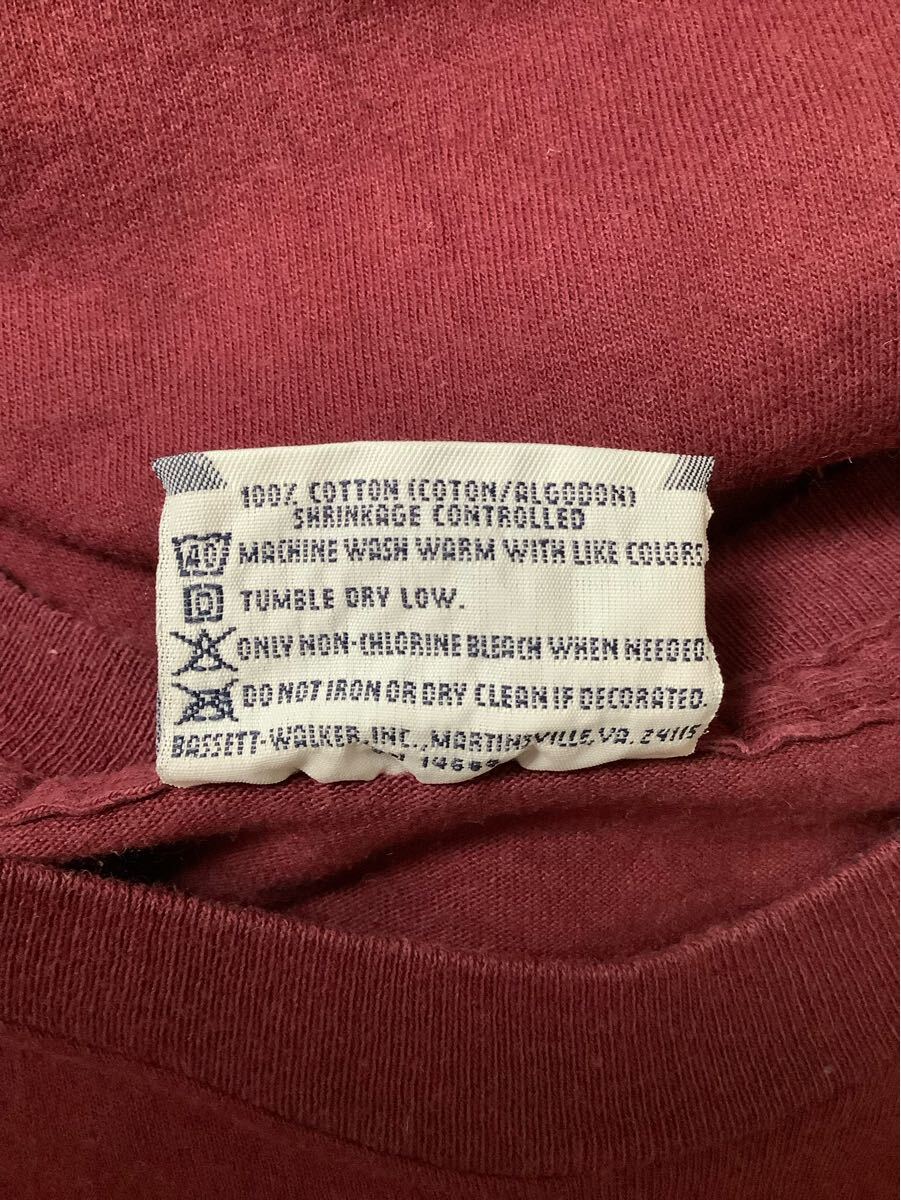 100% COTTON (COTON/ALGODON)
SHRINKAGE CONTROLLED
40 MACHINE WASH WARM WITH LIKE COLORS
TUMBLE DRY LOW.
ONLY NON-CHLORINE BLEACH WHEN NEEDED
DO NOT IRON OR DRY CLEAN IF DECORATED.
BASSETT-WALKER, INC., MARTINSVILLE, VA. 24115